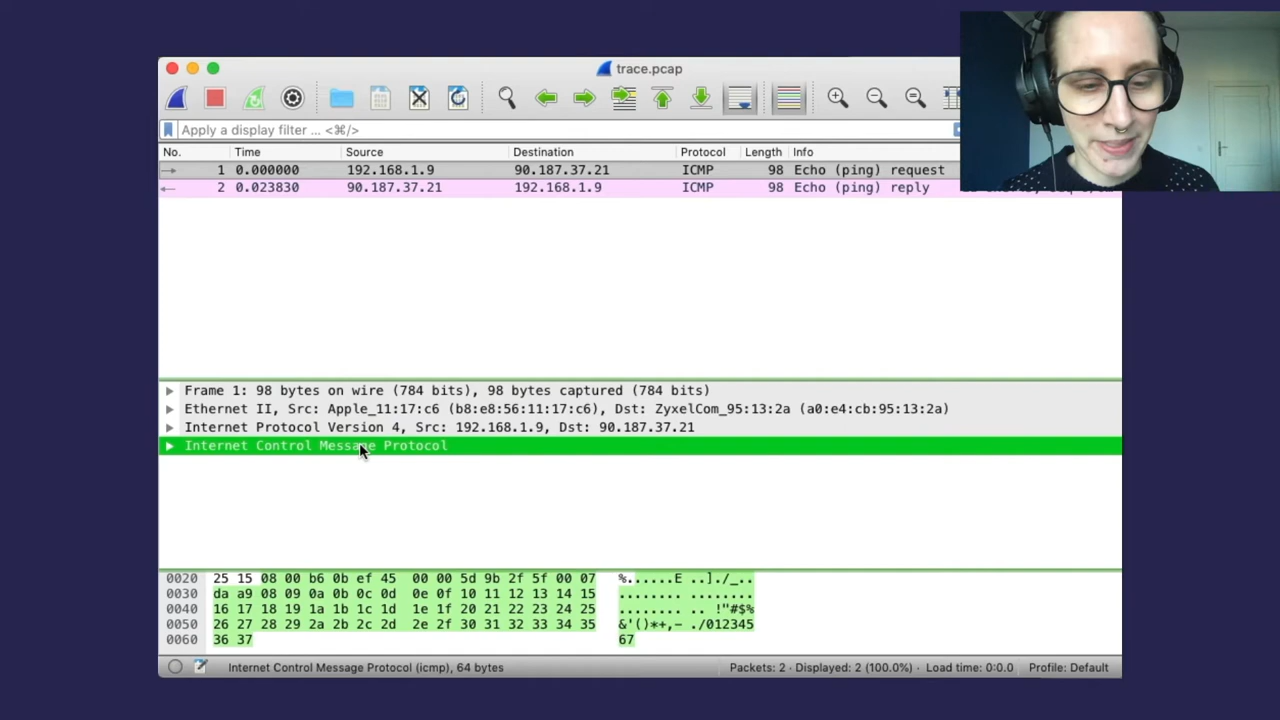 trace.pcap
Apply a display filter ... <⌘/>
No. Time Source Destination Protocol Length Info
1 0.000000 192.168.1.9 90.187.37.21 ICMP 98 Echo (ping) request
2 0.023830 90.187.37.21 192.168.1.9 ICMP 98 Echo (ping) reply
Frame 1: 98 bytes on wire (784 bits), 98 bytes captured (784 bits)
Ethernet II, Src: Apple_11:17:c6 (b8:e8:56:11:17:c6), Dst: ZyxelCom_95:13:2a (a0:e4:cb:95:13:2a)
Internet Protocol Version 4, Src: 192.168.1.9, Dst: 90.187.37.21
Internet Control Message Protocol
0020 25 15 08 00 b6 0b ef 45 00 00 5d 9b 2f 5f 00 07 %.....E ..]./_..
0030 da a9 08 09 0a 0b 0c 0d 0e 0f 10 11 12 13 14 15 ........ ........
0040 16 17 18 19 1a 1b 1c 1d 1e 1f 20 21 22 23 24 25 ........ .. !"#$%
0050 26 27 28 29 2a 2b 2c 2d 2e 2f 30 31 32 33 34 35 &'()*+,- ./012345
0060 36 37 67
Internet Control Message Protocol (icmp), 64 bytes Packets: 2 · Displayed: 2 (100.0%) · Load time: 0:0.0 Profile: Default